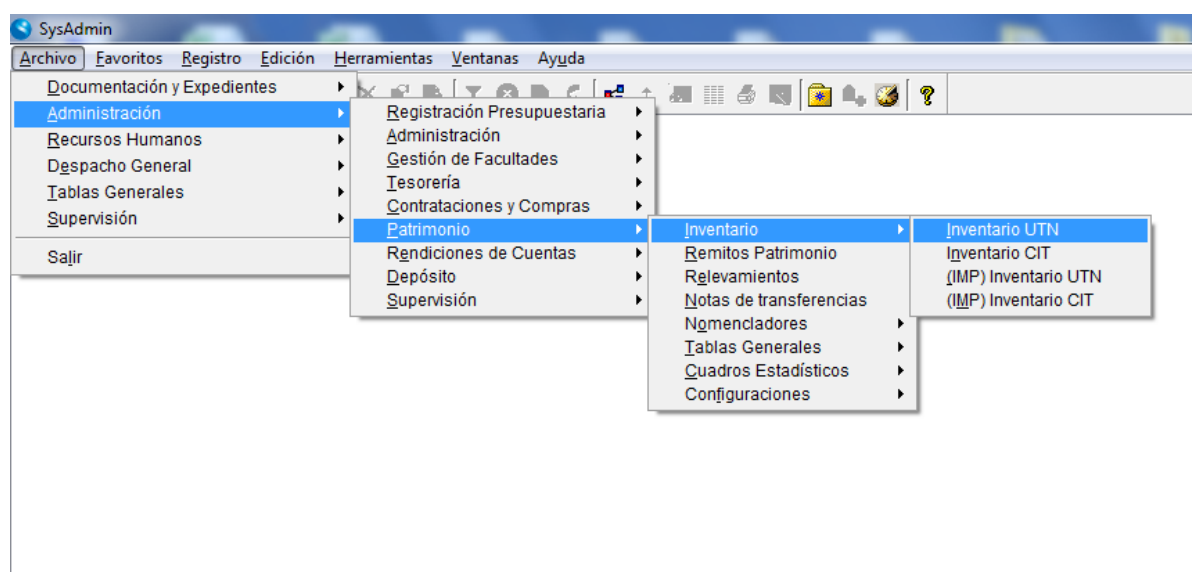 SysAdmin
Archivo Favoritos Registro Edición Herramientas Ventanas Ayuda
Documentación y Expedientes
Administración
Recursos Humanos
Despacho General
Tablas Generales
Supervisión
Salir
Registración Presupuestaria
Administración
Gestión de Facultades
Tesorería
Contrataciones y Compras
Patrimonio
Rendiciones de Cuentas
Depósito
Supervisión
Inventario
Remitos Patrimonio
Relevamientos
Notas de transferencias
Nomencladores
Tablas Generales
Cuadros Estadísticos
Configuraciones
Inventario UTN
Inventario CIT
(IMP) Inventario UTN
(IMP) Inventario CIT